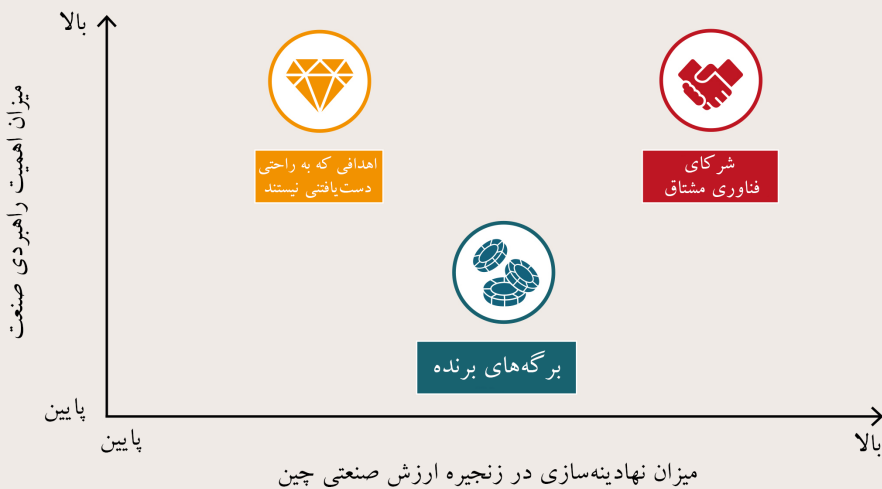 بالا
میزان اهمیت راهبردی صنعت
اهدافی که به راحتی
دست‌یافتنی نیستند
شرکای
فناوری مشتاق
برگه‌های برنده
پایین
پایین
بالا
میزان نهادینه‌سازی در زنجیره ارزش صنعتی چین